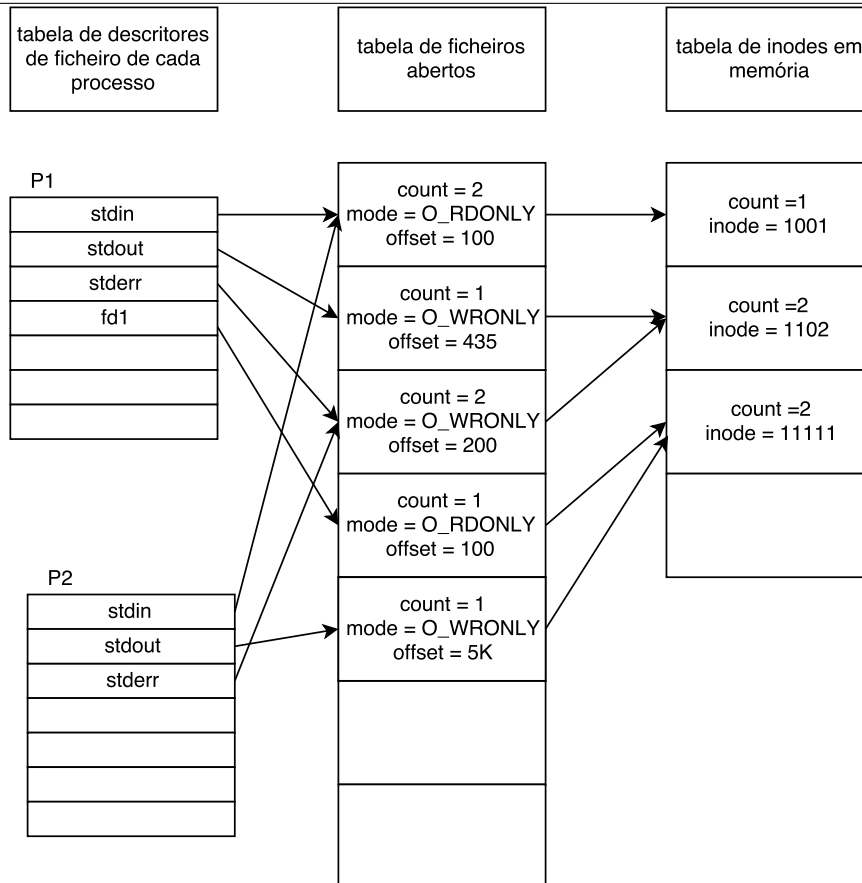 tabela de descritores
de ficheiro de cada
processo
tabela de ficheiros
abertos
tabela de inodes em
memória
P1
stdin
stdout
stderr
fd1
P2
stdin
stdout
stderr
count = 2
mode = O_RDONLY
offset = 100
count = 1
mode = O_WRONLY
offset = 435
count = 2
mode = O_WRONLY
offset = 200
count = 1
mode = O_RDONLY
offset = 100
count = 1
mode = O_WRONLY
offset = 5K
count =1
inode = 1001
count =2
inode = 1102
count =2
inode = 11111